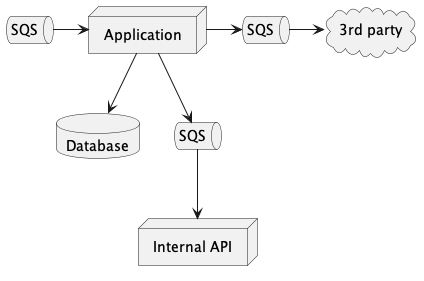 SQS
Application
SQS
3rd party
Database
SQS
Internal API